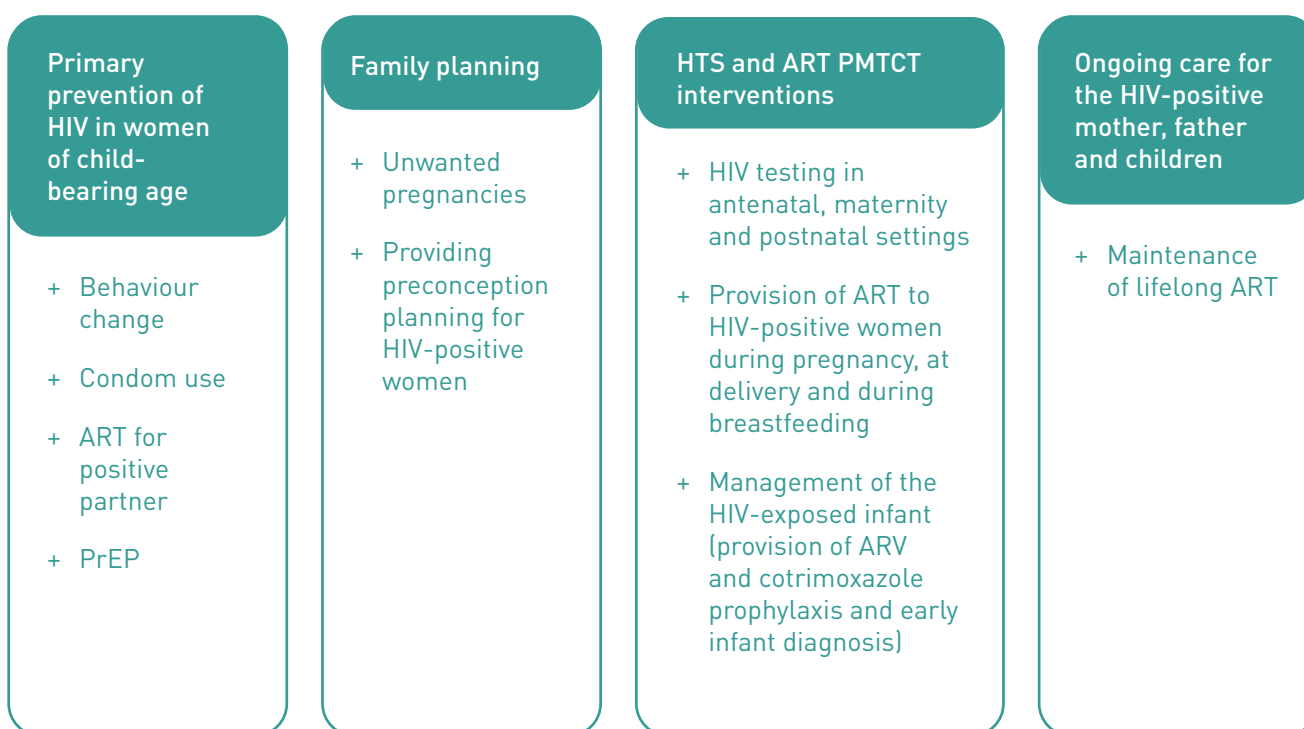 Primary
prevention of
HIV in women
of child-
bearing age
+ Behaviour
change
+ Condom use
+ ART for
positive
partner
+ PrEP
Family planning
+ Unwanted
pregnancies
+ Providing
preconception
planning for
HIV-positive
women
HTS and ART PMTCT
interventions
+ HIV testing in
antenatal, maternity
and postnatal settings
+ Provision of ART to
HIV-positive women
during pregnancy, at
delivery and during
breastfeeding
+ Management of the
HIV-exposed infant
(provision of ARV
and cotrimoxazole
prophylaxis and early
infant diagnosis)
Ongoing care for
the HIV-positive
mother, father
and children
+ Maintenance
of lifelong ART